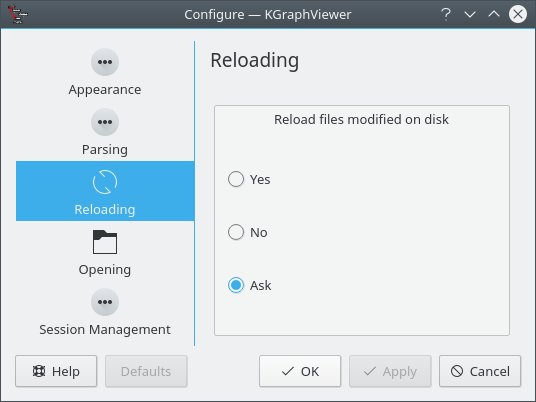 Configure — KGraphViewer
Appearance
Parsing
Reloading
Opening
Session Management
Reloading
Reload files modified on disk
Yes
No
Ask
Help
Defaults
OK
Apply
Cancel